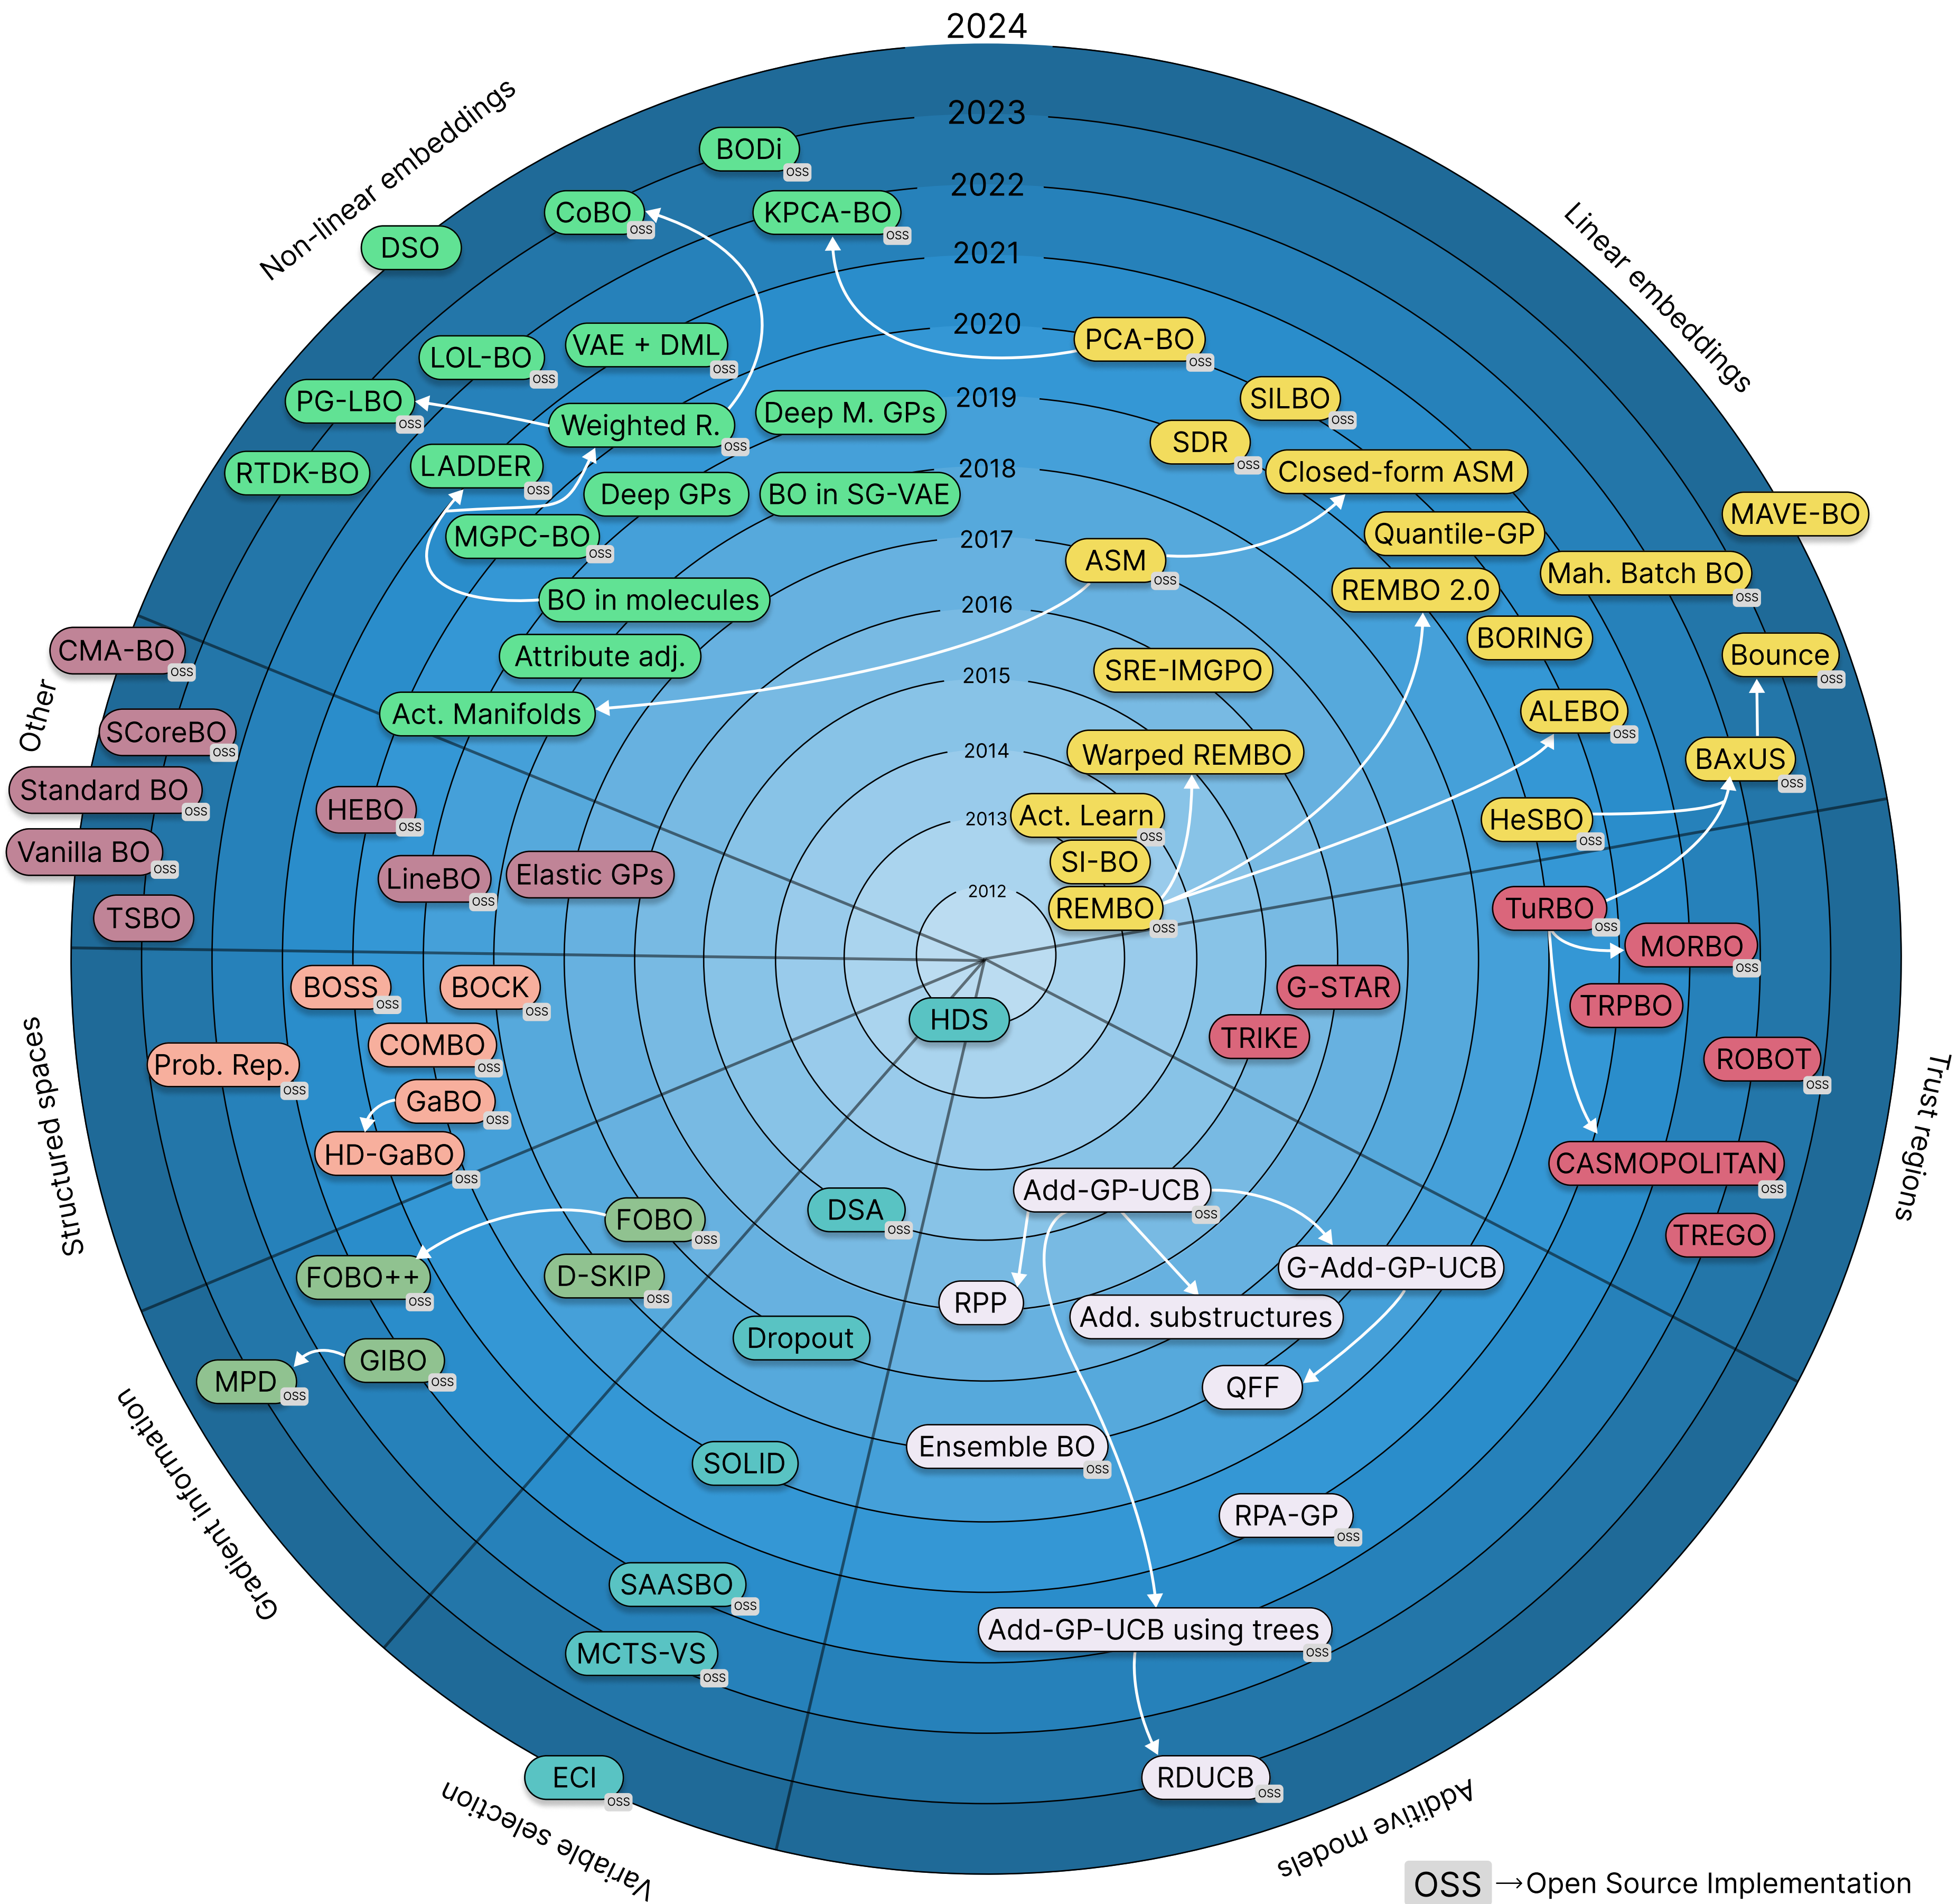 2024
2023
2022
2021
2020
2019
2018
2017
2016
2015
2014
2013
2012
Non-linear embeddings
BODi
OSS
CoBO
OSS
KPCA-BO
OSS
DSO
VAE + DML
OSS
LOL-BO
OSS
PG-LBO
OSS
Weighted R.
OSS
Deep M. GPs
RTDK-BO
LADDER
OSS
Deep GPs
BO in SG-VAE
MGPC-BO
OSS
BO in molecules
Attribute adj.
Act. Manifolds
Linear embeddings
PCA-BO
OSS
SILBO
OSS
SDR
OSS
Closed-form ASM
MAVE-BO
Quantile-GP
ASM
OSS
Mah. Batch BO
OSS
REMBO 2.0
BORING
Bounce
OSS
SRE-IMGPO
ALEBO
OSS
Warped REMBO
BAxUS
OSS
Act. Learn
OSS
HeSBO
OSS
SI-BO
REMBO
OSS
Trust regions
TuRBO
OSS
MORBO
OSS
G-STAR
TRPBO
TRIKE
ROBOT
OSS
CASMOPOLITAN
OSS
TREGO
Additive models
Add-GP-UCB
OSS
G-Add-GP-UCB
RPP
Add. substructures
QFF
Ensemble BO
OSS
RPA-GP
OSS
Add-GP-UCB using trees
OSS
RDUCB
OSS
Variable selection
HDS
DSA
OSS
Dropout
SOLID
SAASBO
OSS
MCTS-VS
OSS
ECI
OSS
Gradient information
FOBO
OSS
D-SKIP
OSS
FOBO++
OSS
GIBO
OSS
MPD
OSS
Structured spaces
BOSS
OSS
BOCK
OSS
COMBO
OSS
Prob. Rep.
OSS
GaBO
OSS
HD-GaBO
OSS
Other
CMA-BO
OSS
SCoreBO
OSS
Standard BO
OSS
HEBO
OSS
Vanilla BO
OSS
LineBO
OSS
Elastic GPs
TSBO
OSS → Open Source Implementation